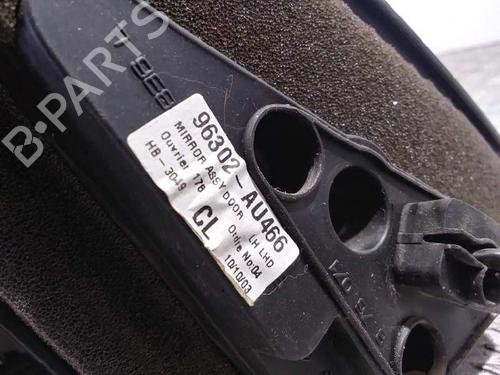 B-Parts
96302-AU466
MIRROR ASSY,DOOR LH LHD
Ouvrier 178 Ordre No:04
HB-3049 CL 10/10/03